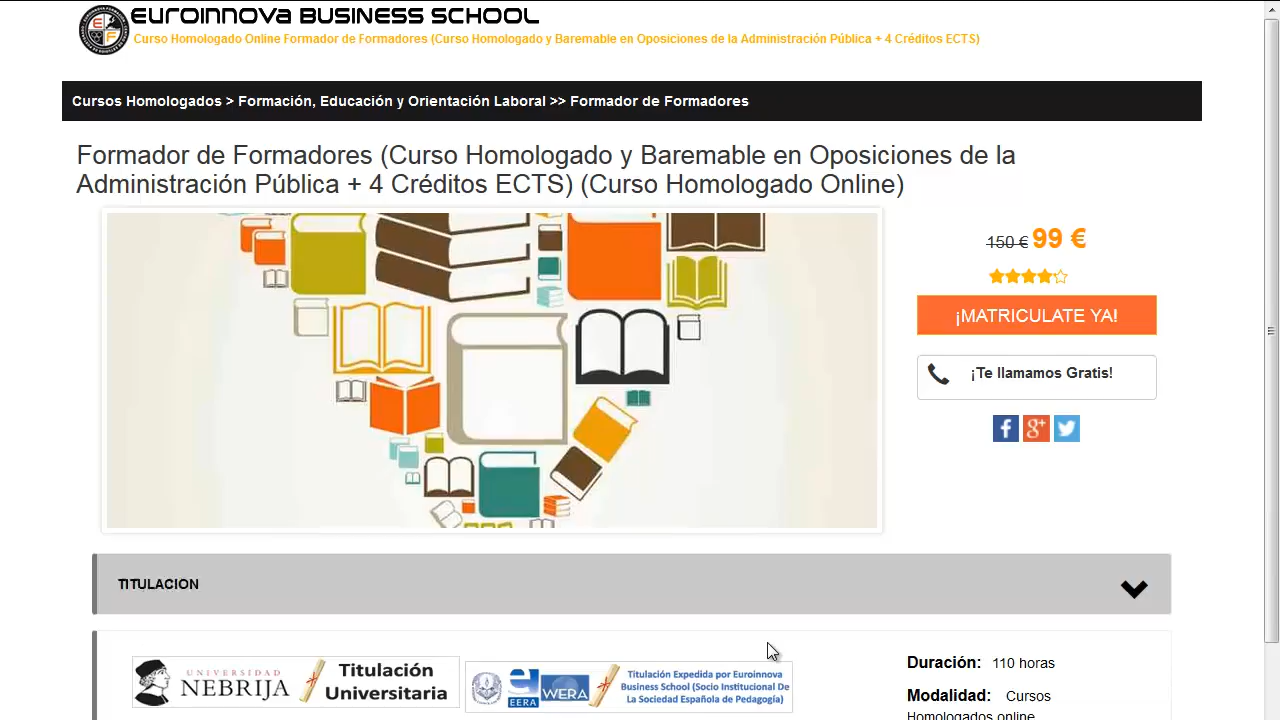 EUROINNOVA BUSINESS SCHOOL
Curso Homologado Online Formador de Formadores (Curso Homologado y Baremable en Oposiciones de la Administración Pública + 4 Créditos ECTS)
Cursos Homologados > Formación, Educación y Orientación Laboral >> Formador de Formadores
Formador de Formadores (Curso Homologado y Baremable en Oposiciones de la
Administración Pública + 4 Créditos ECTS) (Curso Homologado Online)
150 € 99 €
¡MATRICULATE YA!
¡Te llamamos Gratis!
TITULACION
UNIVERSIDAD
NEBRIJA
Titulación
Universitaria
EERA
WERA
Titulación Expedida por Euroinnova
Business School (Socio Institucional De
La Sociedad Española de Pedagogía)
Duración: 110 horas
Modalidad: Cursos
Homologados online